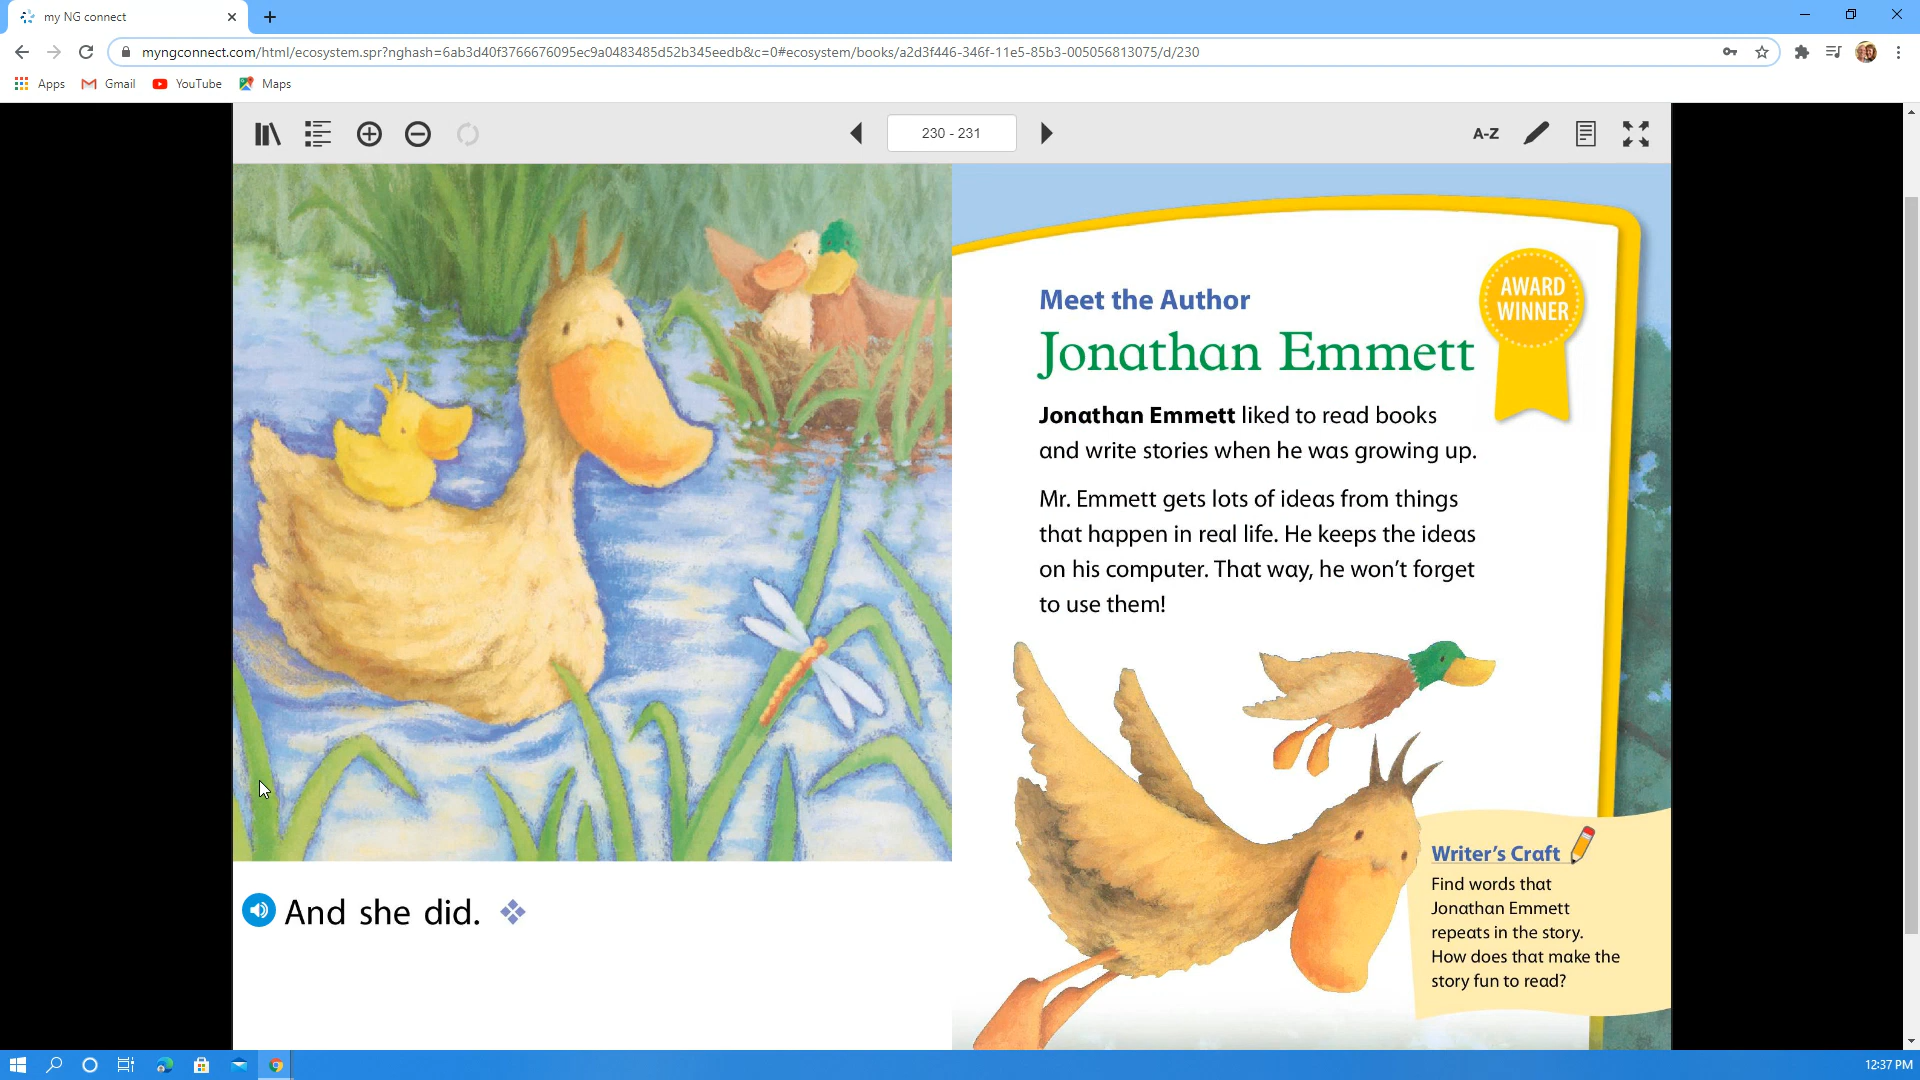 my NG connect
myngconnect.com/html/ecosystem.spr?nghash=6ab3d40f3766676095ec9a0483485d52b345eedb&c=0#ecosystem/books/a2d3f446-346f-11e5-85b3-005056813075/d/230
Apps Gmail YouTube Maps
230 - 231
A-Z
And she did.
AWARD
WINNER
Meet the Author
Jonathan Emmett
Jonathan Emmett liked to read books
and write stories when he was growing up.
Mr. Emmett gets lots of ideas from things
that happen in real life. He keeps the ideas
on his computer. That way, he won't forget
to use them!
Writer's Craft
Find words that
Jonathan Emmett
repeats in the story.
How does that make the
story fun to read?
12:37 PM